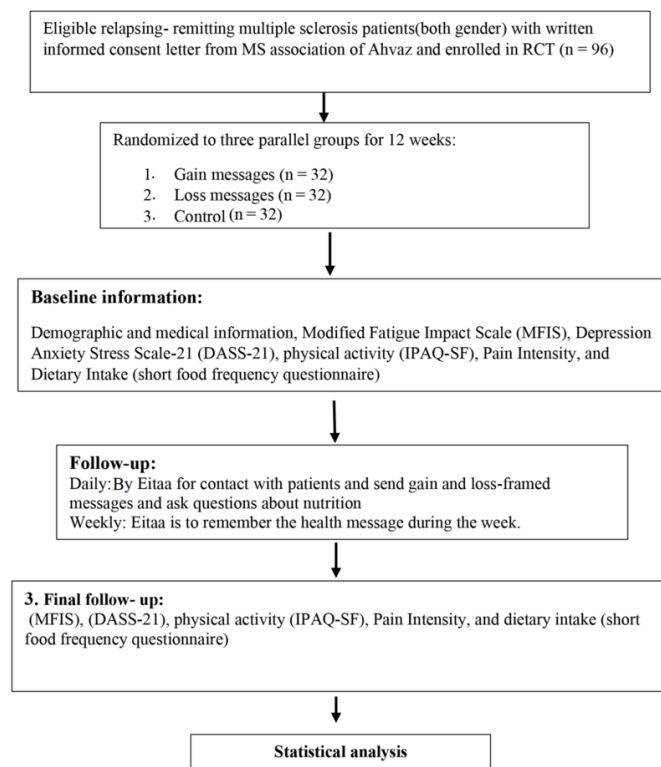 Eligible relapsing- remitting multiple sclerosis patients(both gender) with written
informed consent letter from MS association of Ahvaz and enrolled in RCT (n = 96)
Randomized to three parallel groups for 12 weeks:
1. Gain messages (n = 32)
2. Loss messages (n = 32)
3. Control (n = 32)
Baseline information:
Demographic and medical information, Modified Fatigue Impact Scale (MFIS), Depression
Anxiety Stress Scale-21 (DASS-21), physical activity (IPAQ-SF), Pain Intensity, and
Dietary Intake (short food frequency questionnaire)
Follow-up:
Daily:By Eitaa for contact with patients and send gain and loss-framed
messages and ask questions about nutrition
Weekly: Eitaa is to remember the health message during the week.
3. Final follow- up:
(MFIS), (DASS-21), physical activity (IPAQ-SF), Pain Intensity, and dietary intake (short
food frequency questionnaire)
Statistical analysis